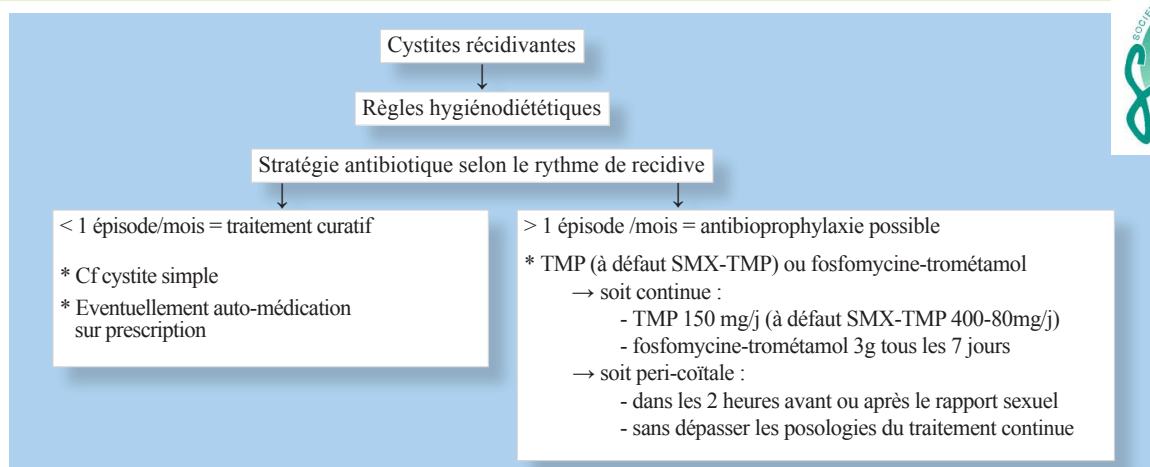 Cystites récidivantes
↓
Règles hygiénodiététiques
Stratégie antibiotique selon le rythme de recidive
↓ ↓
< 1 épisode/mois = traitement curatif
* Cf cystite simple
* Eventuellement auto-médication
sur prescription
> 1 épisode /mois = antibioprophylaxie possible
* TMP (à défaut SMX-TMP) ou fosfomycine-trométamol
→ soit continue :
- TMP 150 mg/j (à défaut SMX-TMP 400-80mg/j)
- fosfomycine-trométamol 3g tous les 7 jours
→ soit peri-coïtale :
- dans les 2 heures avant ou après le rapport sexuel
- sans dépasser les posologies du traitement continue